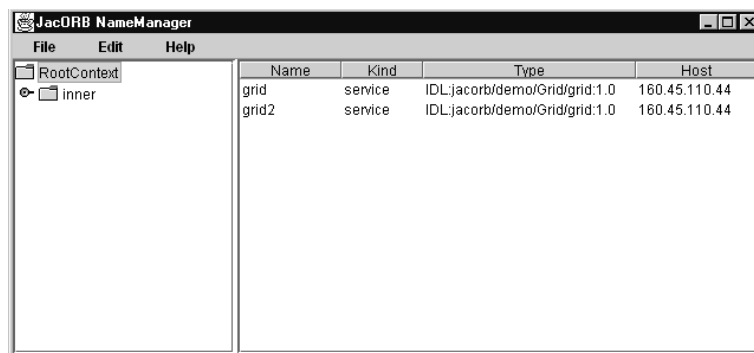 JacORB NameManager
File Edit Help
RootContext
inner
Name Kind Type Host
grid service IDL:jacorb/demo/Grid/grid:1.0 160.45.110.44
grid2 service IDL:jacorb/demo/Grid/grid:1.0 160.45.110.44